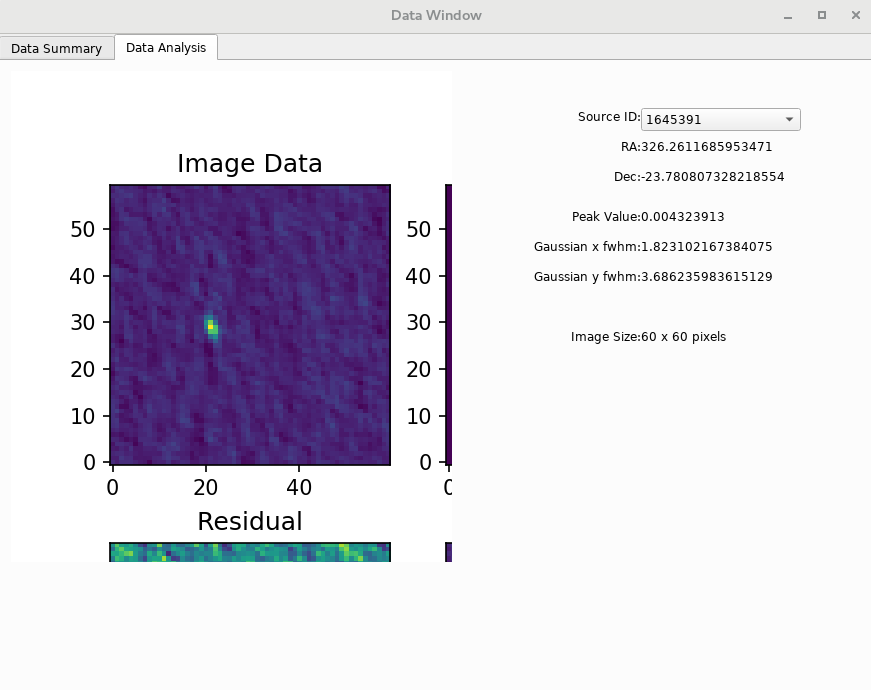 Data Window
Data Summary
Data Analysis
Image Data
50
40
30
20
10
0
0
20
40
50
40
30
20
10
0
Residual
Source ID:
1645391
RA:326.2611685953471
Dec:-23.780807328218554
Peak Value:0.004323913
Gaussian x fwhm:1.823102167384075
Gaussian y fwhm:3.686235983615129
Image Size:60 x 60 pixels